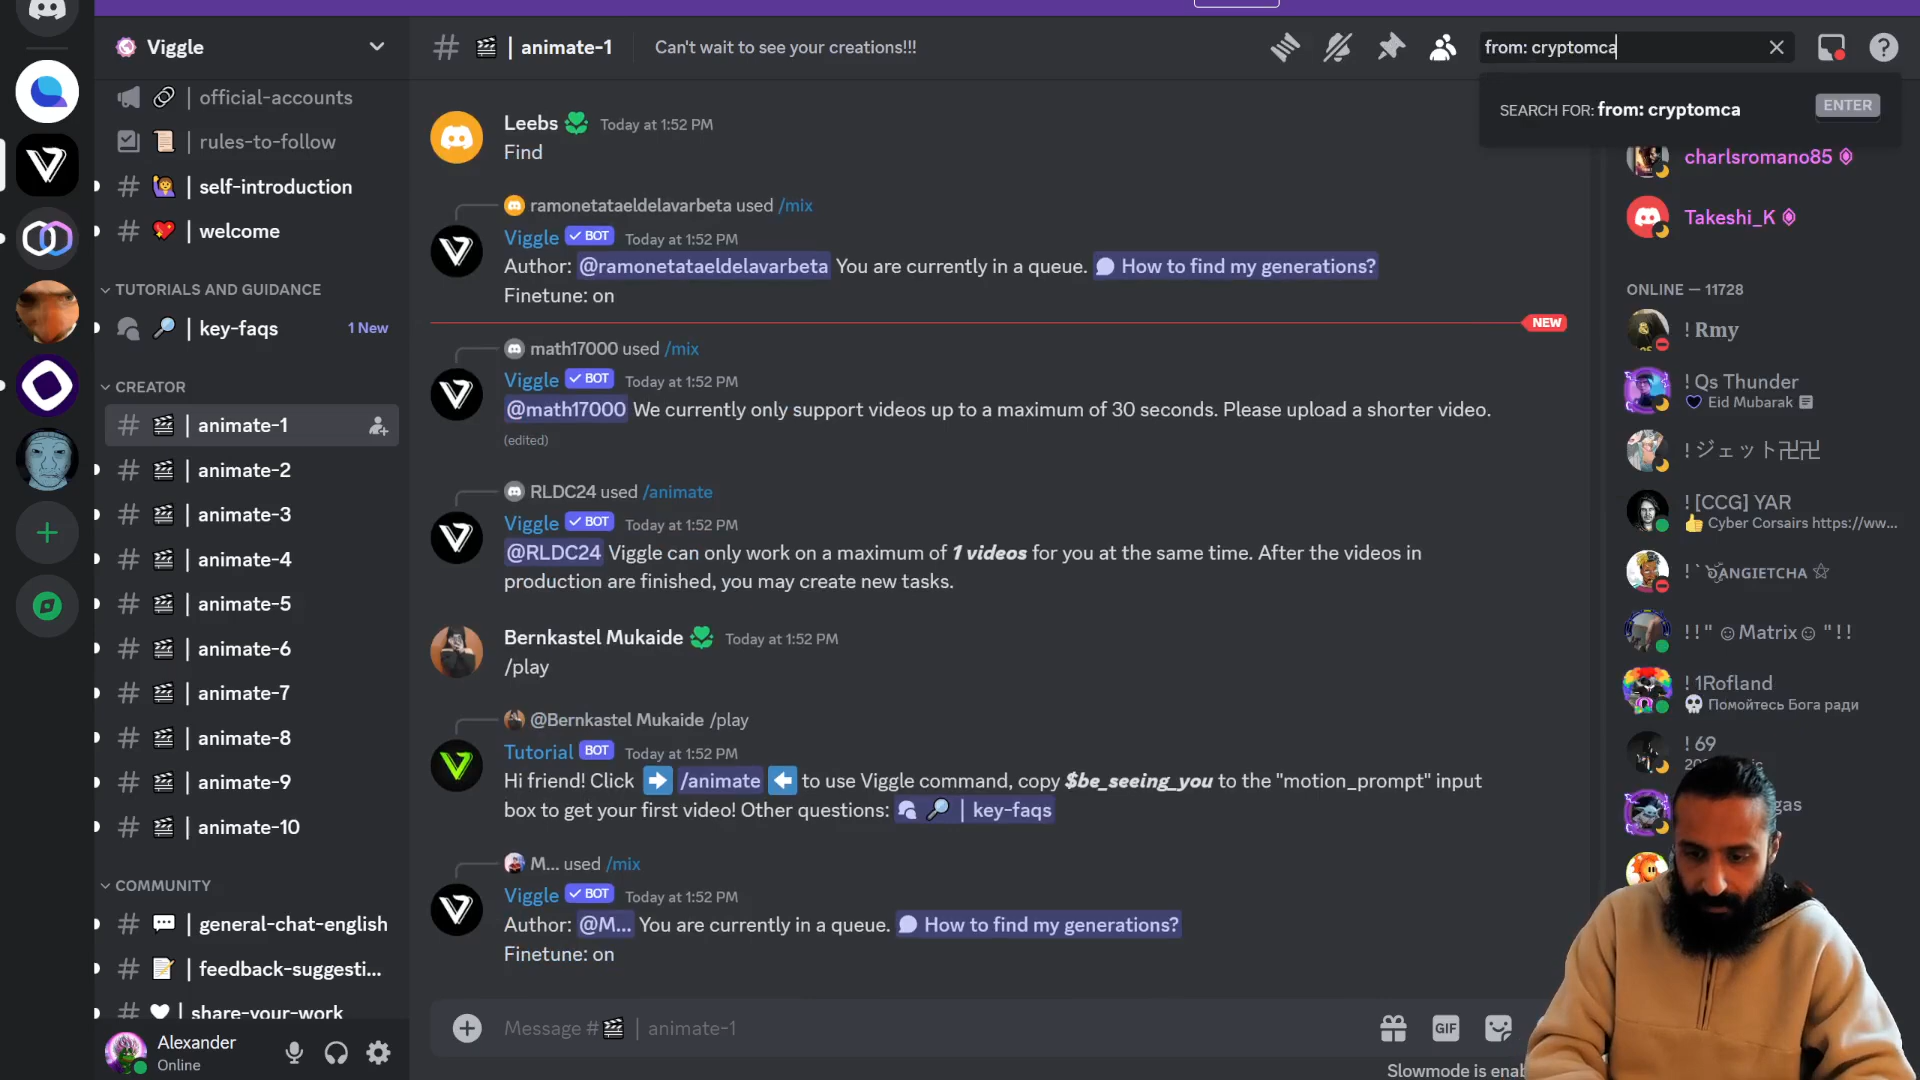 Viggle
official-accounts
rules-to-follow
self-introduction
welcome
TUTORIALS AND GUIDANCE
key-faqs 1 New
CREATOR
animate-1
animate-2
animate-3
animate-4
animate-5
animate-6
animate-7
animate-8
animate-9
animate-10
COMMUNITY
general-chat-english
feedback-suggesti...
share-your-work
Alexander
Online
# | animate-1 Can't wait to see your creations!!!
from: cryptomca
SEARCH FOR: from: cryptomca ENTER
Leebs Today at 1:52 PM
Find
ramonetataeldelavarbeta used /mix
Viggle BOT Today at 1:52 PM
Author: @ramonetataeldelavarbeta You are currently in a queue. How to find my generations?
Finetune: on
NEW
math17000 used /mix
Viggle BOT Today at 1:52 PM
@math17000 We currently only support videos up to a maximum of 30 seconds. Please upload a shorter video.
(edited)
RLDC24 used /animate
Viggle BOT Today at 1:52 PM
@RLDC24 Viggle can only work on a maximum of 1 videos for you at the same time. After the videos in
production are finished, you may create new tasks.
Bernkastel Mukaide Today at 1:52 PM
/play
@Bernkastel Mukaide /play
Tutorial BOT Today at 1:52 PM
Hi friend! Click /animate to use Viggle command, copy $be_seeing_you to the "motion_prompt" input
box to get your first video! Other questions: | key-faqs
M... used /mix
Viggle BOT Today at 1:52 PM
Author: @M... You are currently in a queue. How to find my generations?
Finetune: on
Message # | animate-1
GIF
Slowmode is enab
charlsromano85
Takeshi_K
ONLINE — 11728
! Rmy
! Qs Thunder
Eid Mubarak
! ジェット卍卍
! [CCG] YAR
Cyber Corsairs https://ww...
ANGIETCHA ☆
!!" ☺Matrix☺ "!!
! 1Rofland
Помойтесь Бога ради
! 69